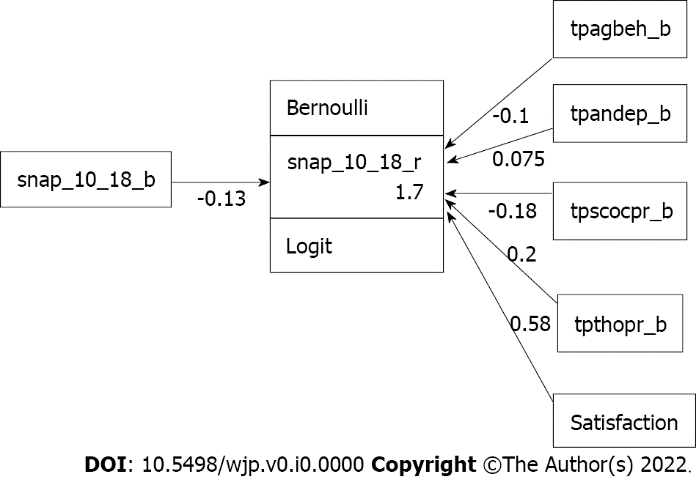 tpagbeh_b
Bernoulli
-0.1
tpandep_b
0.075
snap_10_18_b
-0.13
snap_10_18_r
1.7
-0.18
tpscocpr_b
Logit
0.2
tpthopr_b
0.58
Satisfaction
DOI: 10.5498/wjp.v0.i0.0000 Copyright ©The Author(s) 2022.